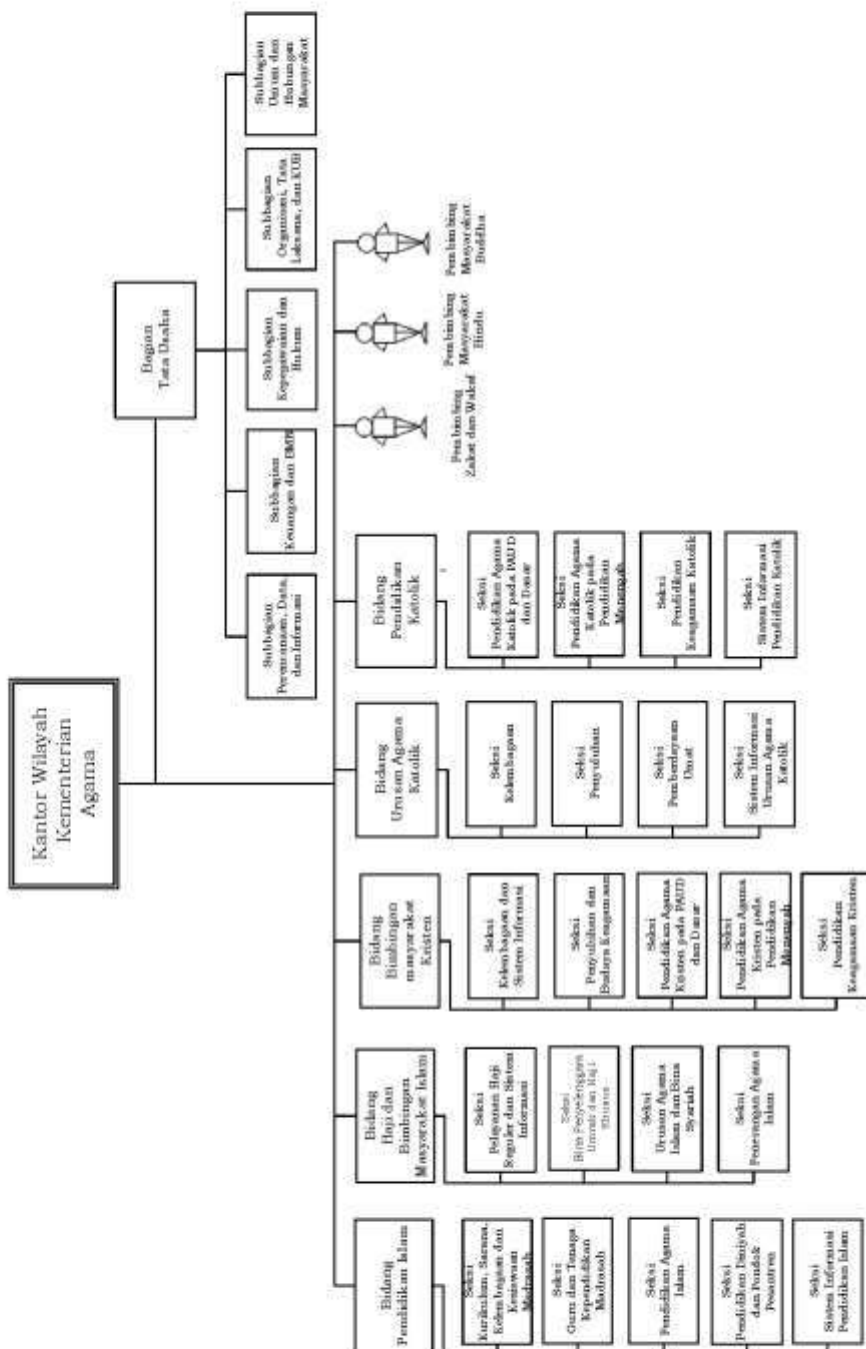 Kantor Wilayah
Kementerian
Agama
Bagian
Tata Usaha
Subbagian
Perencanaan, Data,
dan Informasi
Subbagian
Keuangan dan BMN
Subbagian
Kepegawaian dan
Hukum
Subbagian
Organisasi, Tata
Laksana, dan KUB
Subbagian
Umum dan
Hubungan
Masyarakat
Bidang
Pendidikan Islam
Seksi
Kurikulum, Sarana,
Kelembagaan dan
Kesiswaan
Madrasah
Seksi
Guru dan Tenaga
Kependidikan
Madrasah
Seksi
Pendidikan Agama
Islam
Seksi
Pendidikan Diniyah
dan Pondok
Pesantren
Seksi
Sistem Informasi
Pendidikan Islam
Bidang
Haji dan
Bimbingan
Masyarakat Islam
Seksi
Pelayanan Haji
Reguler dan Sistem
Informasi
Seksi
Bina Penyelenggara
Umrah dan Haji
Khusus
Seksi
Urusan Agama
Islam dan Bina
Syariah
Seksi
Penerangan Agama
Islam
Bidang
Bimbingan
masyarakat
Kristen
Seksi
Kelembagaan dan
Sistem Informasi
Seksi
Penyuluhan dan
Budaya Keagamaan
Seksi
Pendidikan Agama
Kristen pada PAUD
dan Dasar
Seksi
Pendidikan Agama
Kristen pada
Pendidikan
Menengah
Seksi
Pendidikan
Keagamaan Kristen
Bidang
Urusan Agama
Katolik
Seksi
Kelembagaan
Seksi
Penyuluhan
Seksi
Pemberdayaan
Umat
Seksi
Sistem Informasi
Urusan Agama
Katolik
Bidang
Pendidikan
Katolik
Seksi
Pendidikan Agama
Katolik pada PAUD
dan Dasar
Seksi
Pendidikan Agama
Katolik pada
Pendidikan
Menengah
Seksi
Pendidikan
Keagamaan Katolik
Seksi
Sistem Informasi
Pendidikan Katolik
Pembimbing
Zakat dan Wakaf
Pembimbing
Masyarakat
Hindu
Pembimbing
Masyarakat
Buddha